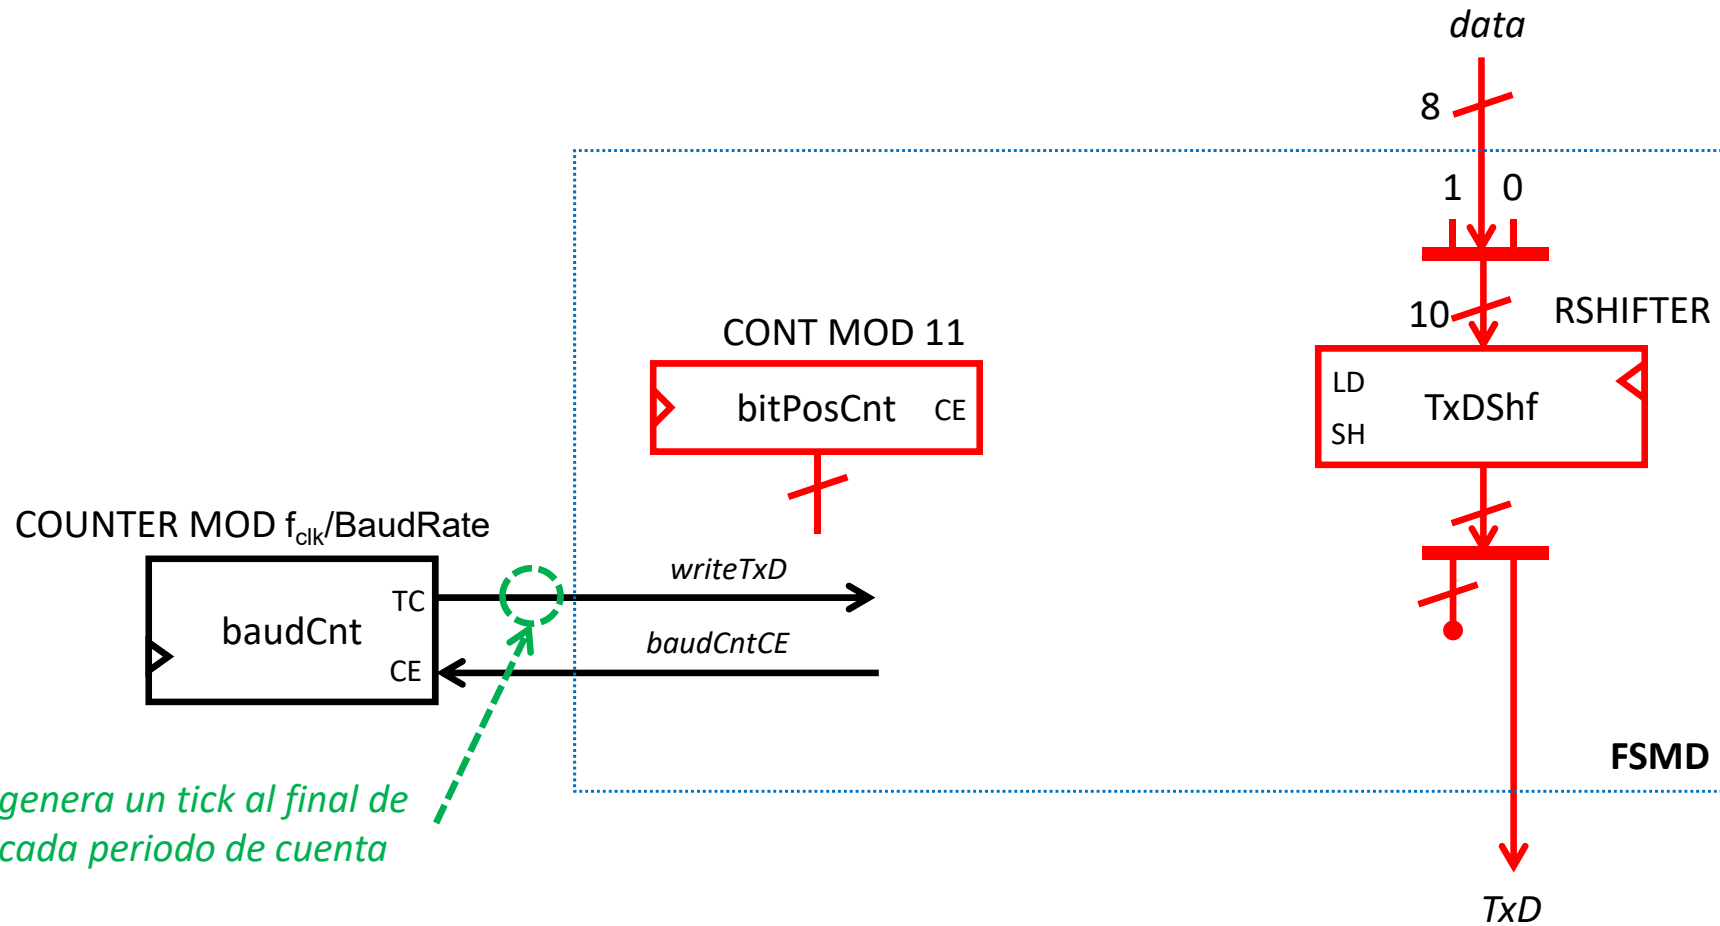 data
8
1 0
10
RSHIFTER
CONT MOD 11
LD
SH
TxDShf
bitPosCnt
CE
COUNTER MOD fclk/BaudRate
writeTxD
TC
baudCnt
baudCntCE
CE
FSMD
genera un tick al final de
cada periodo de cuenta
TxD